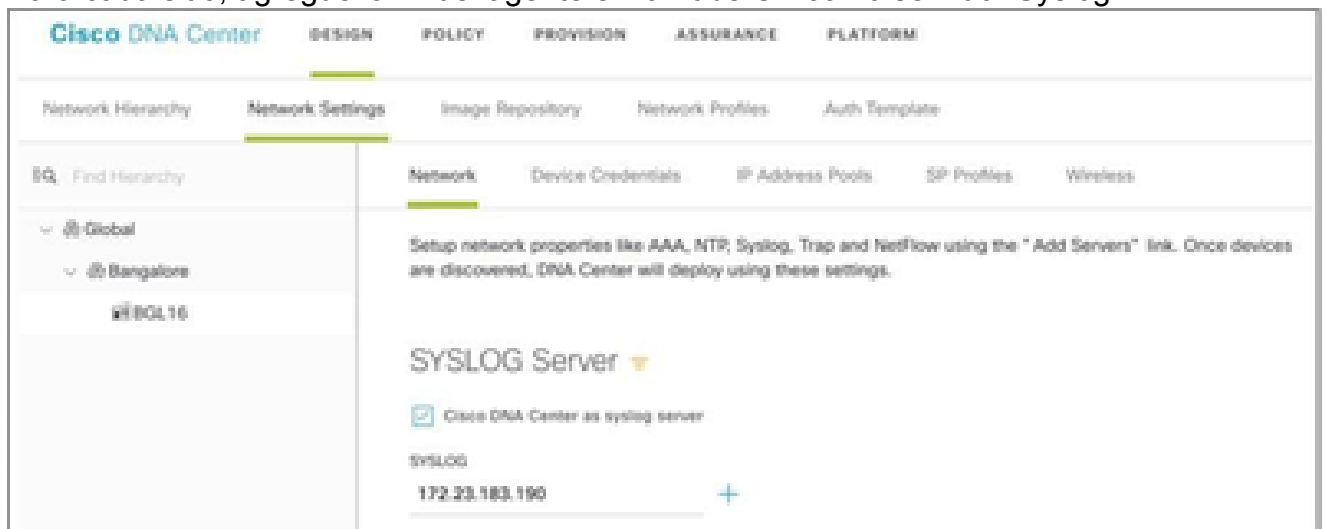 Cisco DNA Center DESIGN POLICY PROVISION ASSURANCE PLATFORM
Network Hierarchy Network Settings Image Repository Network Profiles Auth Template
Find Hierarchy
Network Device Credentials IP Address Pools SP Profiles Wireless
Global
Bangalore
BGL16
Setup network properties like AAA, NTP, Syslog, Trap and NetFlow using the "Add Servers" link. Once devices
are discovered, DNA Center will deploy using these settings.
SYSLOG Server
Cisco DNA Center as syslog server
SYSLOG
172.23.183.190